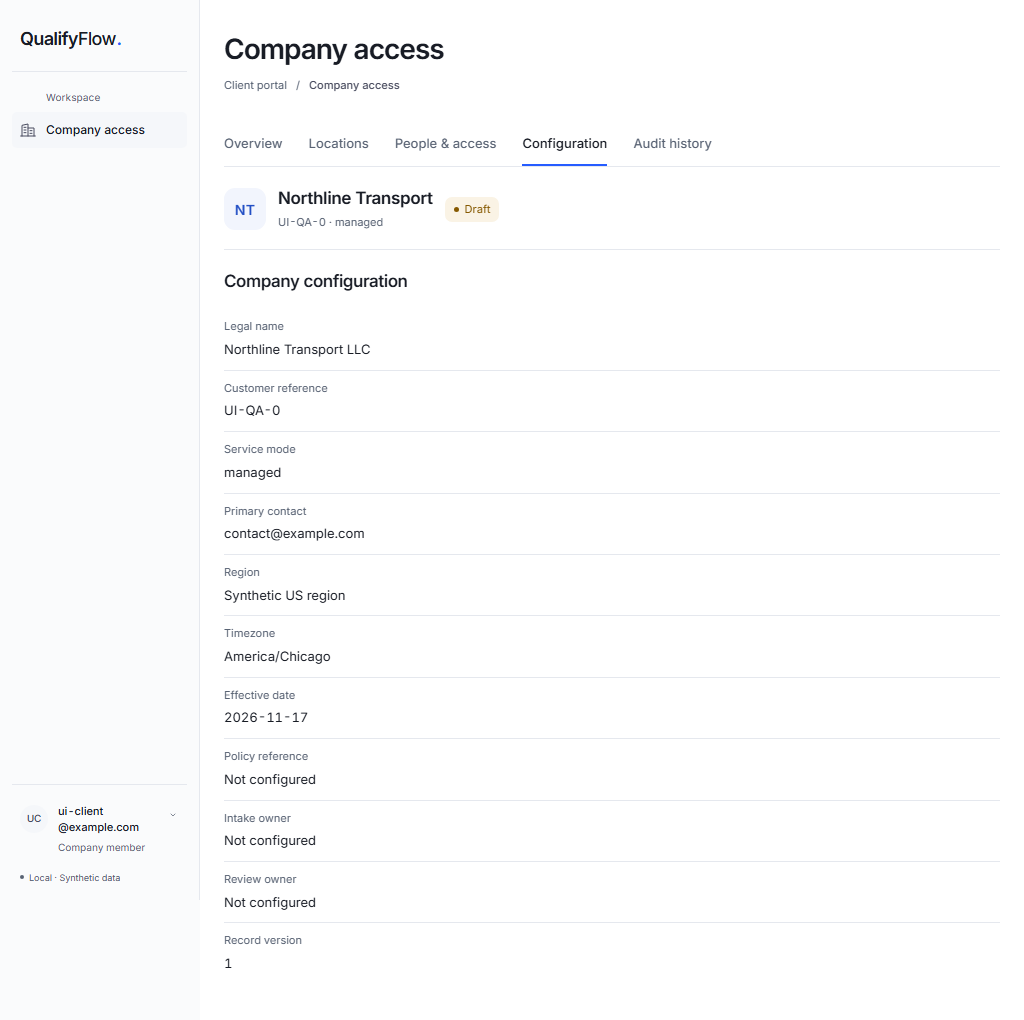 QualifyFlow.
Workspace
Company access
UC
ui-client
@example.com
Company member
Local · Synthetic data
Company access
Client portal / Company access
Overview Locations People & access Configuration Audit history
NT
Northline Transport
UI-QA-0 · managed
Draft
Company configuration
Legal name
Northline Transport LLC
Customer reference
UI-QA-0
Service mode
managed
Primary contact
contact@example.com
Region
Synthetic US region
Timezone
America/Chicago
Effective date
2026-11-17
Policy reference
Not configured
Intake owner
Not configured
Review owner
Not configured
Record version
1